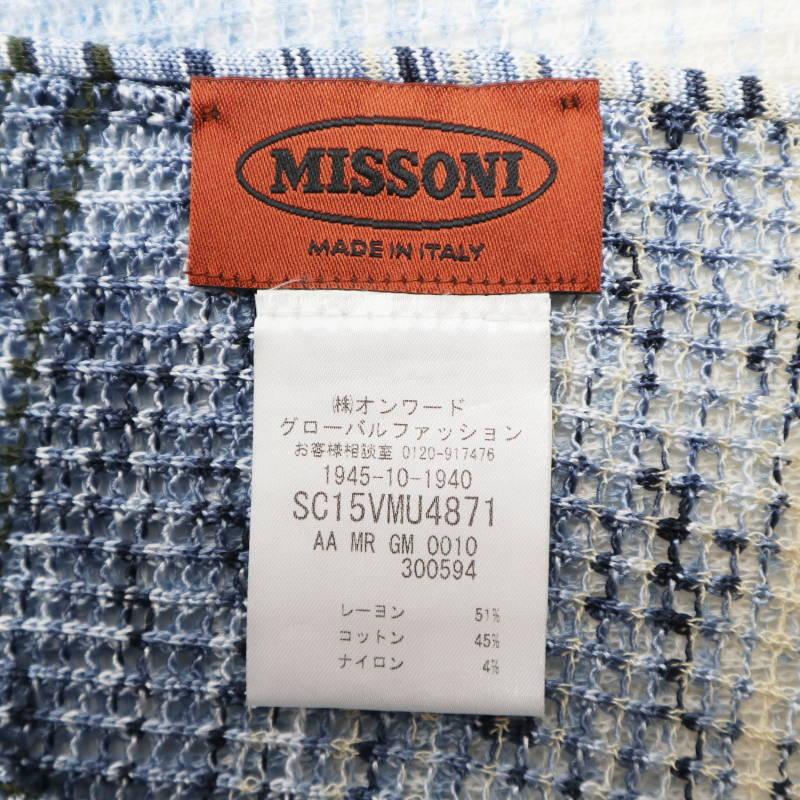 MISSONI
MADE IN ITALY
㈱オンワード
グローバルファッション
お客様相談室 0120-917476
1945-10-1940
SC15VMU4871
AA MR GM 0010
300594
レーヨン 51%
コットン 45%
ナイロン 4%